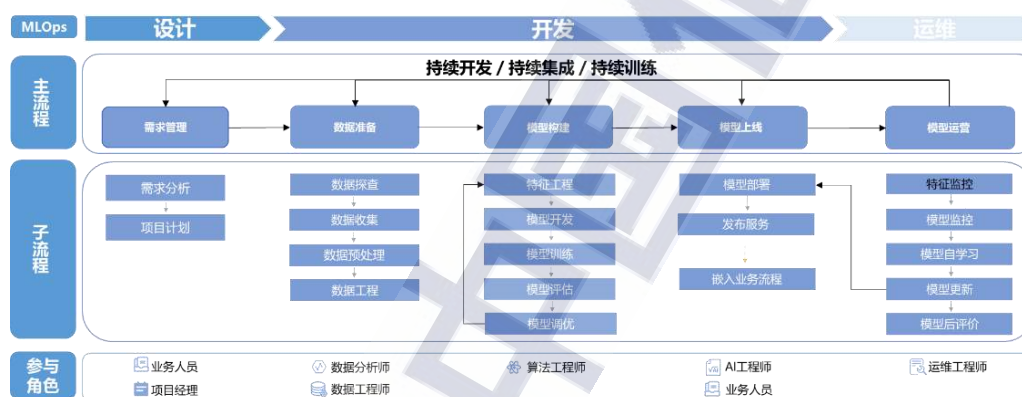 MLOps
设计
开发
运维
主流程
持续开发 / 持续集成 / 持续训练
需求管理
数据准备
模型构建
模型上线
模型运营
子流程
需求分析
项目计划
数据探查
数据收集
数据预处理
数据工程
特征工程
模型开发
模型训练
模型评估
模型调优
模型部署
发布服务
嵌入业务流程
特征监控
模型监控
模型自学习
模型更新
模型后评价
参与
角色
业务人员
项目经理
数据分析师
数据工程师
算法工程师
AI工程师
业务人员
运维工程师